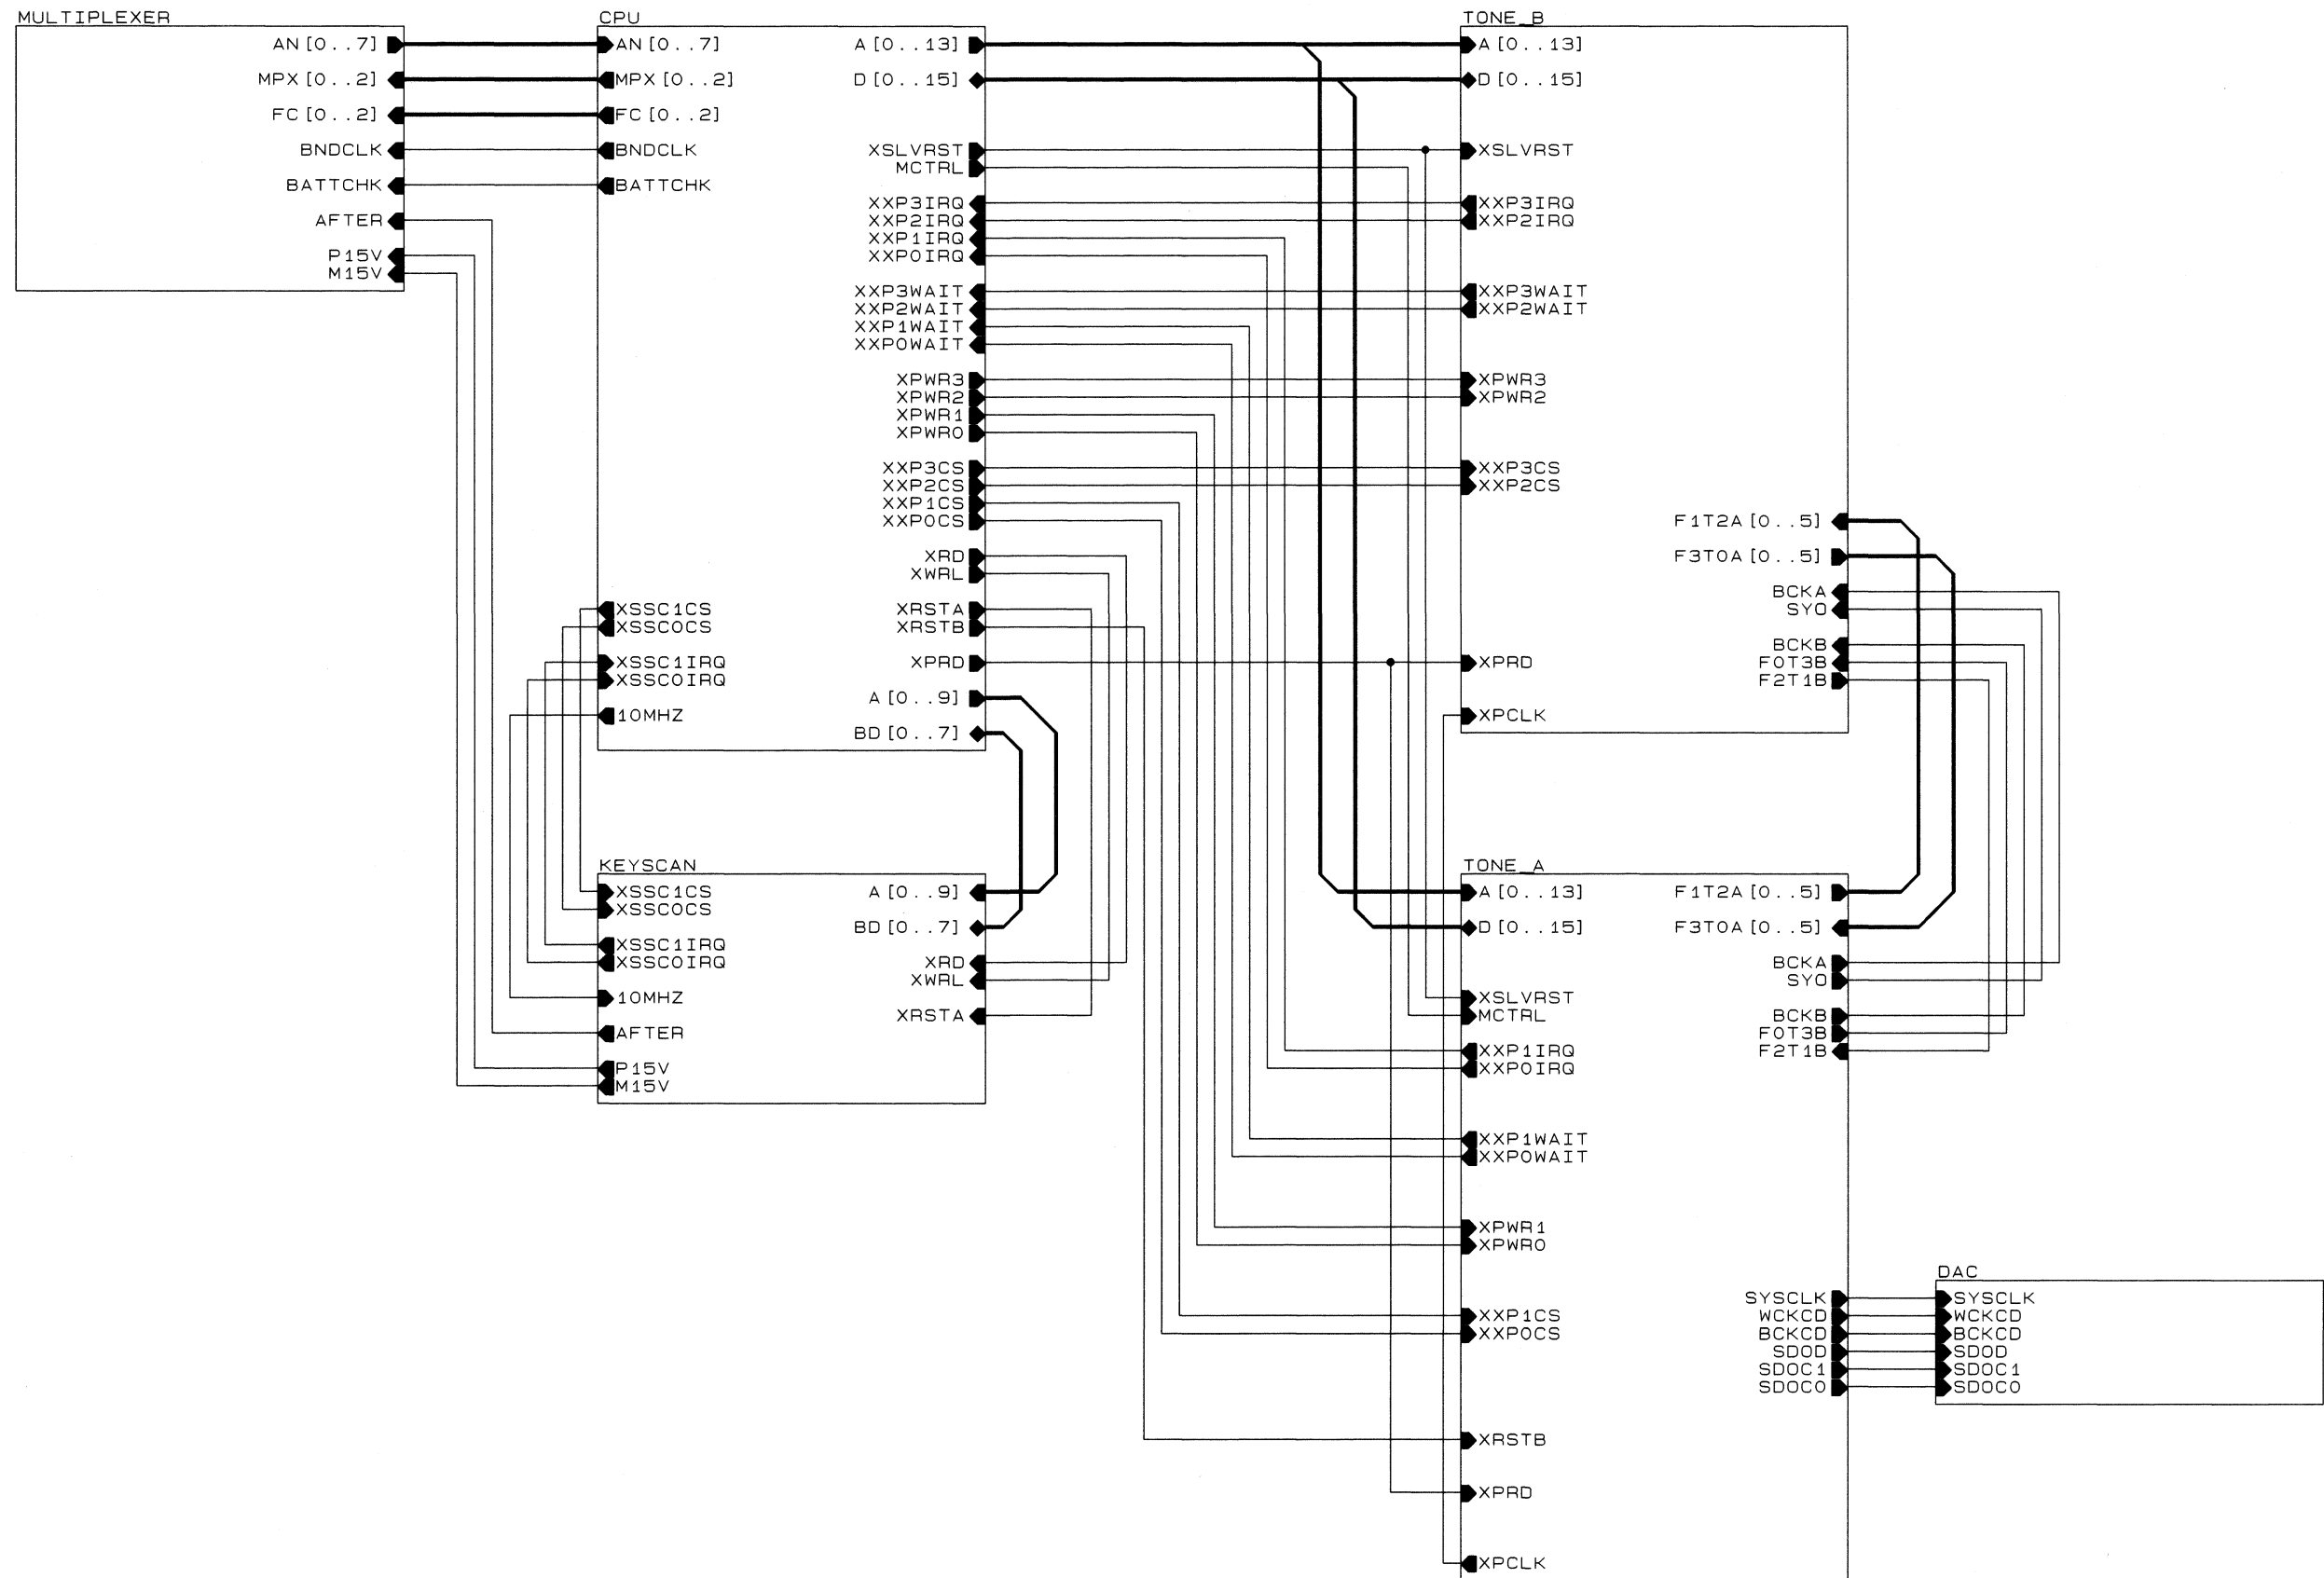 MULTIPLEXER
AN[0..7]
MPX[0..2]
FC[0..2]
BNDCLK
BATTCHK
AFTER
P15V
M15V
CPU
AN[0..7]
MPX[0..2]
FC[0..2]
BNDCLK
BATTCHK
XSSC1CS
XSSC0CS
XSSC1IRQ
XSSC0IRQ
10MHZ
A[0..13]
D[0..15]
XSLVRST
MCTRL
XXP3IRQ
XXP2IRQ
XXP1IRQ
XXP0IRQ
XXP3WAIT
XXP2WAIT
XXP1WAIT
XXP0WAIT
XPWR3
XPWR2
XPWR1
XPWR0
XXP3CS
XXP2CS
XXP1CS
XXP0CS
XRD
XWRL
XRSTA
XRSTB
XPRD
A[0..9]
BD[0..7]
TONE_B
A[0..13]
D[0..15]
XSLVRST
XXP3IRQ
XXP2IRQ
XXP3WAIT
XXP2WAIT
XPWR3
XPWR2
XXP3CS
XXP2CS
XPRD
XPCLK
F1T2A[0..5]
F3T0A[0..5]
BCKA
SYO
BCKB
F0T3B
F2T1B
KEYSCAN
XSSC1CS
XSSC0CS
XSSC1IRQ
XSSC0IRQ
10MHZ
AFTER
P15V
M15V
A[0..9]
BD[0..7]
XRD
XWRL
XRSTA
TONE_A
A[0..13]
D[0..15]
XSLVRST
MCTRL
XXP1IRQ
XXP0IRQ
XXP1WAIT
XXP0WAIT
XPWR1
XPWR0
XXP1CS
XXP0CS
XRSTB
XPRD
XPCLK
F1T2A[0..5]
F3T0A[0..5]
BCKA
SYO
BCKB
F0T3B
F2T1B
SYSCLK
WCKCD
BCKCD
SDOD
SDOC1
SDOC0
DAC
SYSCLK
WCKCD
BCKCD
SDOD
SDOC1
SDOC0